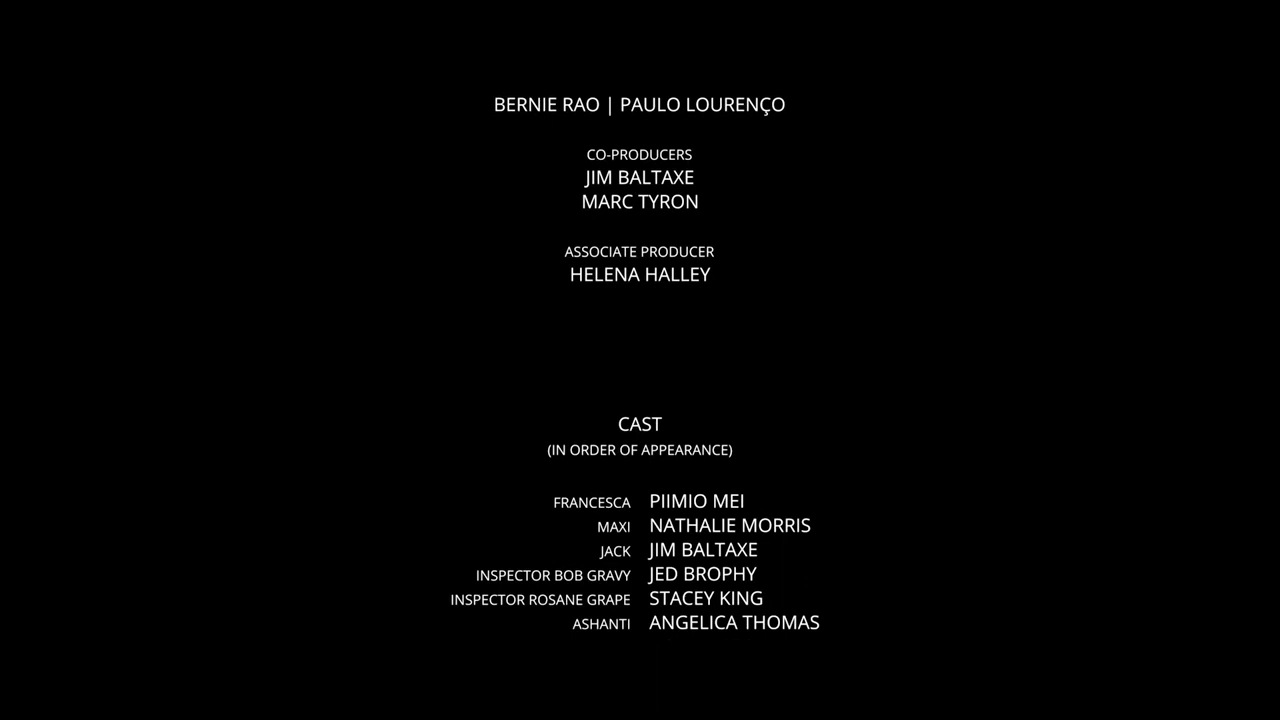 BERNIE RAO | PAULO LOURENÇO
CO-PRODUCERS
JIM BALTAXE
MARC TYRON
ASSOCIATE PRODUCER
HELENA HALLEY
CAST
(IN ORDER OF APPEARANCE)
FRANCESCA PIIMIO MEI
MAXI NATHALIE MORRIS
JACK JIM BALTAXE
INSPECTOR BOB GRAVY JED BROPHY
INSPECTOR ROSANE GRAPE STACEY KING
ASHANTI ANGELICA THOMAS